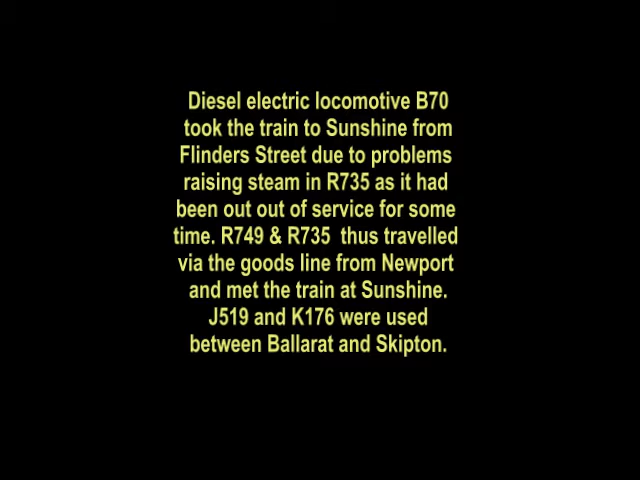 Diesel electric locomotive B70
took the train to Sunshine from
Flinders Street due to problems
raising steam in R735 as it had
been out out of service for some
time. R749 & R735  thus travelled
via the goods line from Newport
and met the train at Sunshine.
J519 and K176 were used
between Ballarat and Skipton.